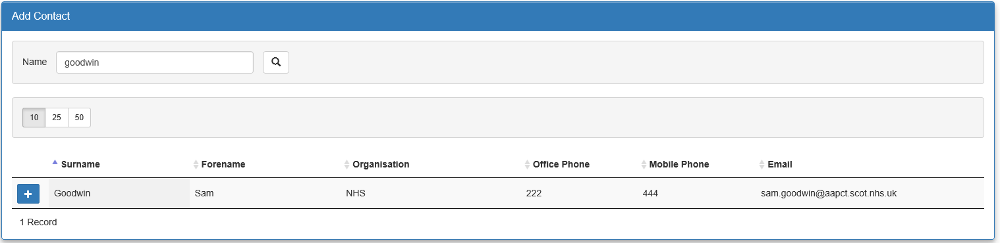 Add Contact
Name goodwin
10 25 50
Surname Forename Organisation Office Phone Mobile Phone Email
Goodwin Sam NHS 222 444 sam.goodwin@aapct.scot.nhs.uk
1 Record